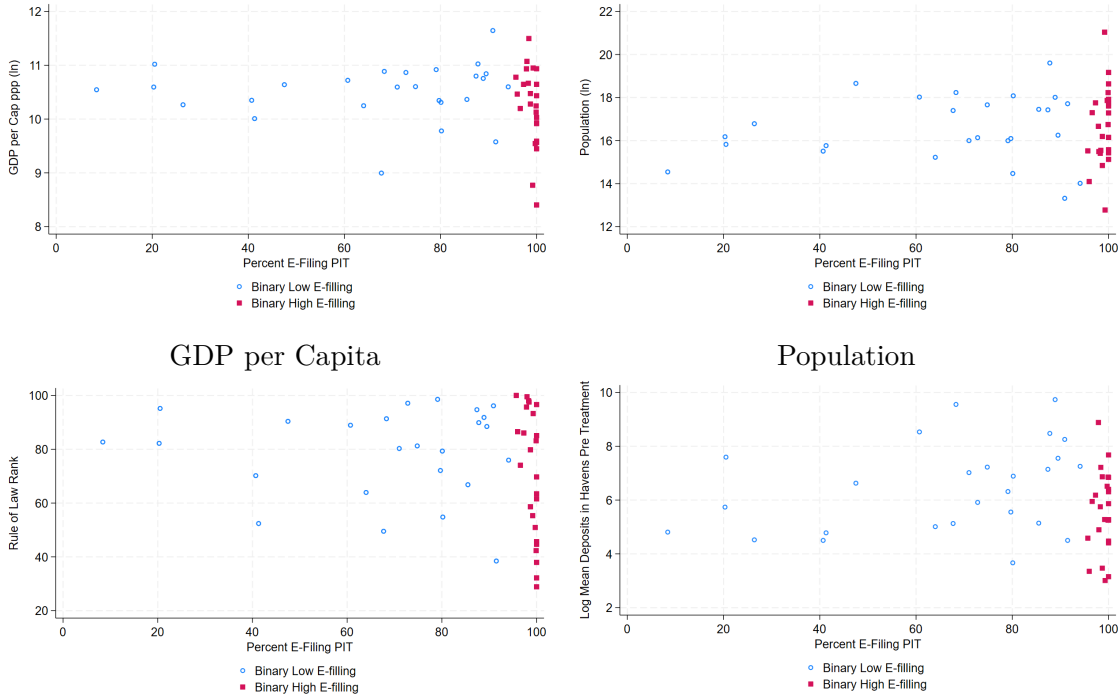 12
11
10
9
8
GDP per Cap ppp (ln)
0 20 40 60 80 100
Percent E-Filing PIT
Binary Low E-filling
Binary High E-filling
GDP per Capita
22
20
18
16
14
12
Population (ln)
0 20 40 60 80 100
Percent E-Filing PIT
Binary Low E-filling
Binary High E-filling
Population
100
80
60
40
20
Rule of Law Rank
0 20 40 60 80 100
Percent E-Filing PIT
Binary Low E-filling
Binary High E-filling
10
8
6
4
2
Log Mean Deposits in Havens Pre Treatment
0 20 40 60 80 100
Percent E-Filing PIT
Binary Low E-filling
Binary High E-filling